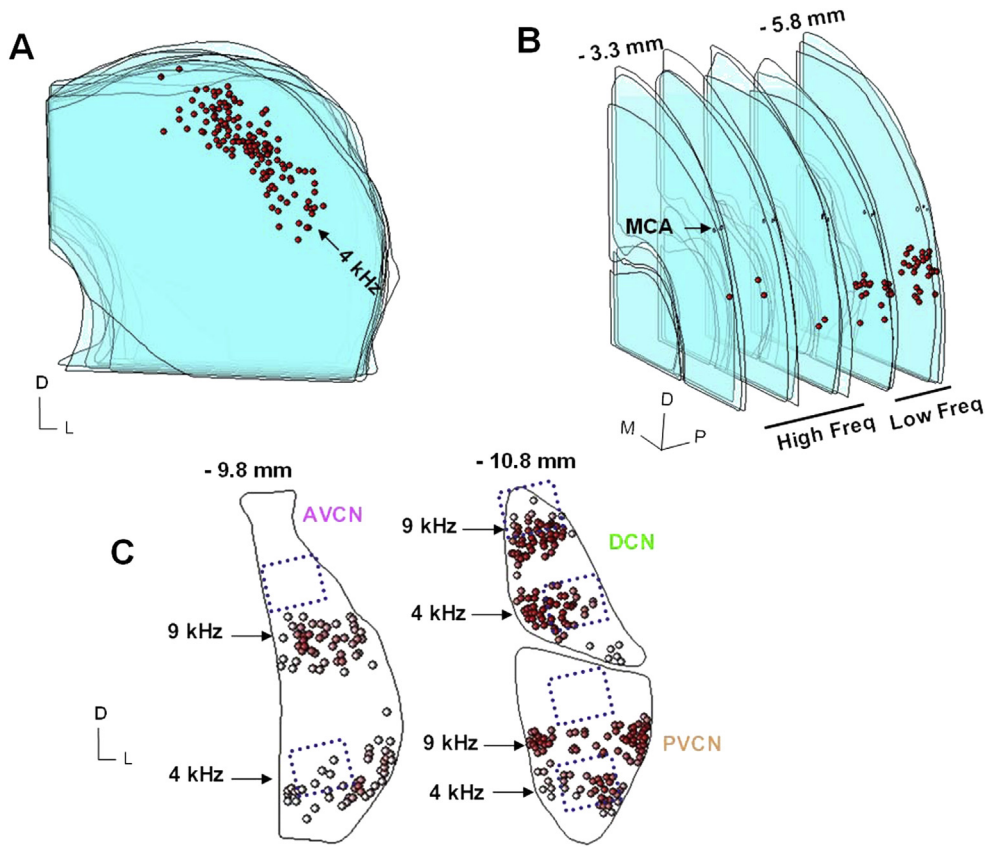 A
4 kHz
D
L
B
- 3.3 mm
- 5.8 mm
MCA
D
M
P
High Freq
Low Freq
C
- 9.8 mm
AVCN
9 kHz
4 kHz
D
L
- 10.8 mm
9 kHz
DCN
4 kHz
9 kHz
PVCN
4 kHz